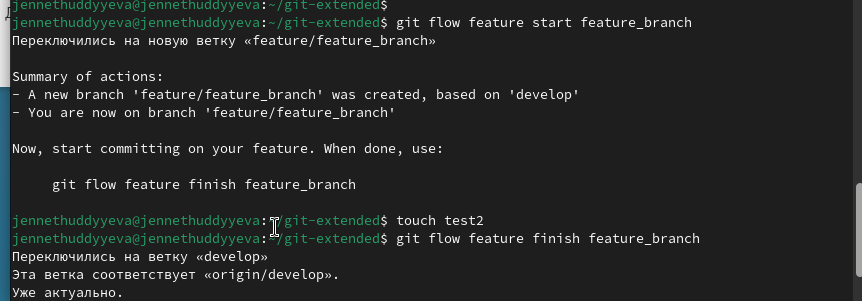 jennethuddyyeva@jennethuddyyeva:~/git-extended$
jennethuddyyeva@jennethuddyyeva:~/git-extended$ git flow feature start feature_branch
Переключились на новую ветку «feature/feature_branch»
Summary of actions:
- A new branch 'feature/feature_branch' was created, based on 'develop'
- You are now on branch 'feature/feature_branch'
Now, start committing on your feature. When done, use:
git flow feature finish feature_branch
jennethuddyyeva@jennethuddyyeva:~/git-extended$ touch test2
jennethuddyyeva@jennethuddyyeva:~/git-extended$ git flow feature finish feature_branch
Переключились на ветку «develop»
Эта ветка соответствует «origin/develop».
Уже актуально.